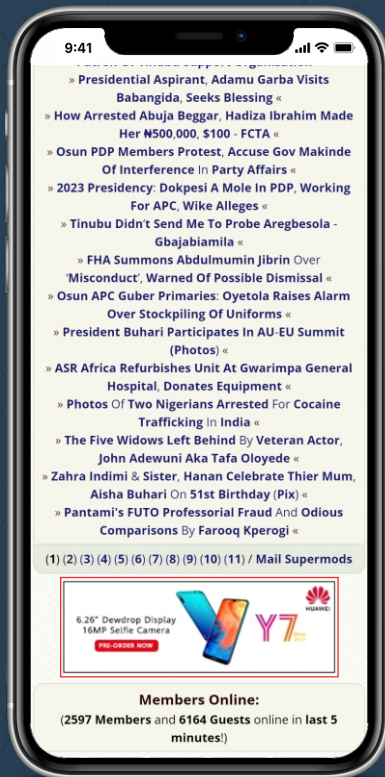 9:41
» Presidential Aspirant, Adamu Garba Visits
Babangida, Seeks Blessing «
» How Arrested Abuja Beggar, Hadiza Ibrahim Made
Her ₦500,000, $100 - FCTA «
» Osun PDP Members Protest, Accuse Gov Makinde
Of Interference In Party Affairs «
» 2023 Presidency: Dokpesi A Mole In PDP, Working
For APC, Wike Alleges «
» Tinubu Didn't Send Me To Probe Aregbesola -
Gbajabiamila «
» FHA Summons Abdulmumin Jibrin Over
‘Misconduct’, Warned Of Possible Dismissal «
» Osun APC Guber Primaries: Oyetola Raises Alarm
Over Stockpiling Of Uniforms «
» President Buhari Participates In AU-EU Summit
(Photos) «
» ASR Africa Refurbishes Unit At Gwarimpa General
Hospital, Donates Equipment «
» Photos Of Two Nigerians Arrested For Cocaine
Trafficking In India «
» The Five Widows Left Behind By Veteran Actor,
John Adewuni Aka Tafa Oloyede «
» Zahra Indimi & Sister, Hanan Celebrate Thier Mum,
Aisha Buhari On 51st Birthday (Pix) «
» Pantami's FUTO Professorial Fraud And Odious
Comparisons By Farooq Kperogi «
(1) (2) (3) (4) (5) (6) (7) (8) (9) (10) (11) / Mail Supermods
6.26" Dewdrop Display
16MP Selfie Camera
PRE-ORDER NOW
Y7
HUAWEI
Members Online:
(2597 Members and 6164 Guests online in last 5
minutes!)